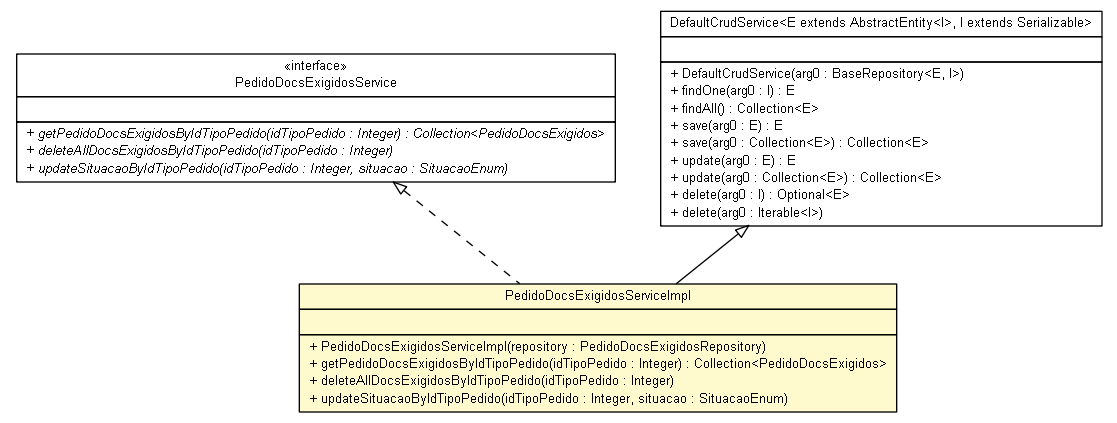 «interface»
PedidoDocsExigidosService
+ getPedidoDocsExigidosByIdTipoPedido(idTipoPedido : Integer) : Collection<PedidoDocsExigidos>
+ deleteAllDocsExigidosByIdTipoPedido(idTipoPedido : Integer)
+ updateSituacaoByIdTipoPedido(idTipoPedido : Integer, situacao : SituacaoEnum)
DefaultCrudService<E extends AbstractEntity<I>, I extends Serializable>
+ DefaultCrudService(arg0 : BaseRepository<E, I>)
+ findOne(arg0 : I) : E
+ findAll() : Collection<E>
+ save(arg0 : E) : E
+ save(arg0 : Collection<E>) : Collection<E>
+ update(arg0 : E) : E
+ update(arg0 : Collection<E>) : Collection<E>
+ delete(arg0 : I) : Optional<E>
+ delete(arg0 : Iterable<I>)
PedidoDocsExigidosServiceImpl
+ PedidoDocsExigidosServiceImpl(repository : PedidoDocsExigidosRepository)
+ getPedidoDocsExigidosByIdTipoPedido(idTipoPedido : Integer) : Collection<PedidoDocsExigidos>
+ deleteAllDocsExigidosByIdTipoPedido(idTipoPedido : Integer)
+ updateSituacaoByIdTipoPedido(idTipoPedido : Integer, situacao : SituacaoEnum)